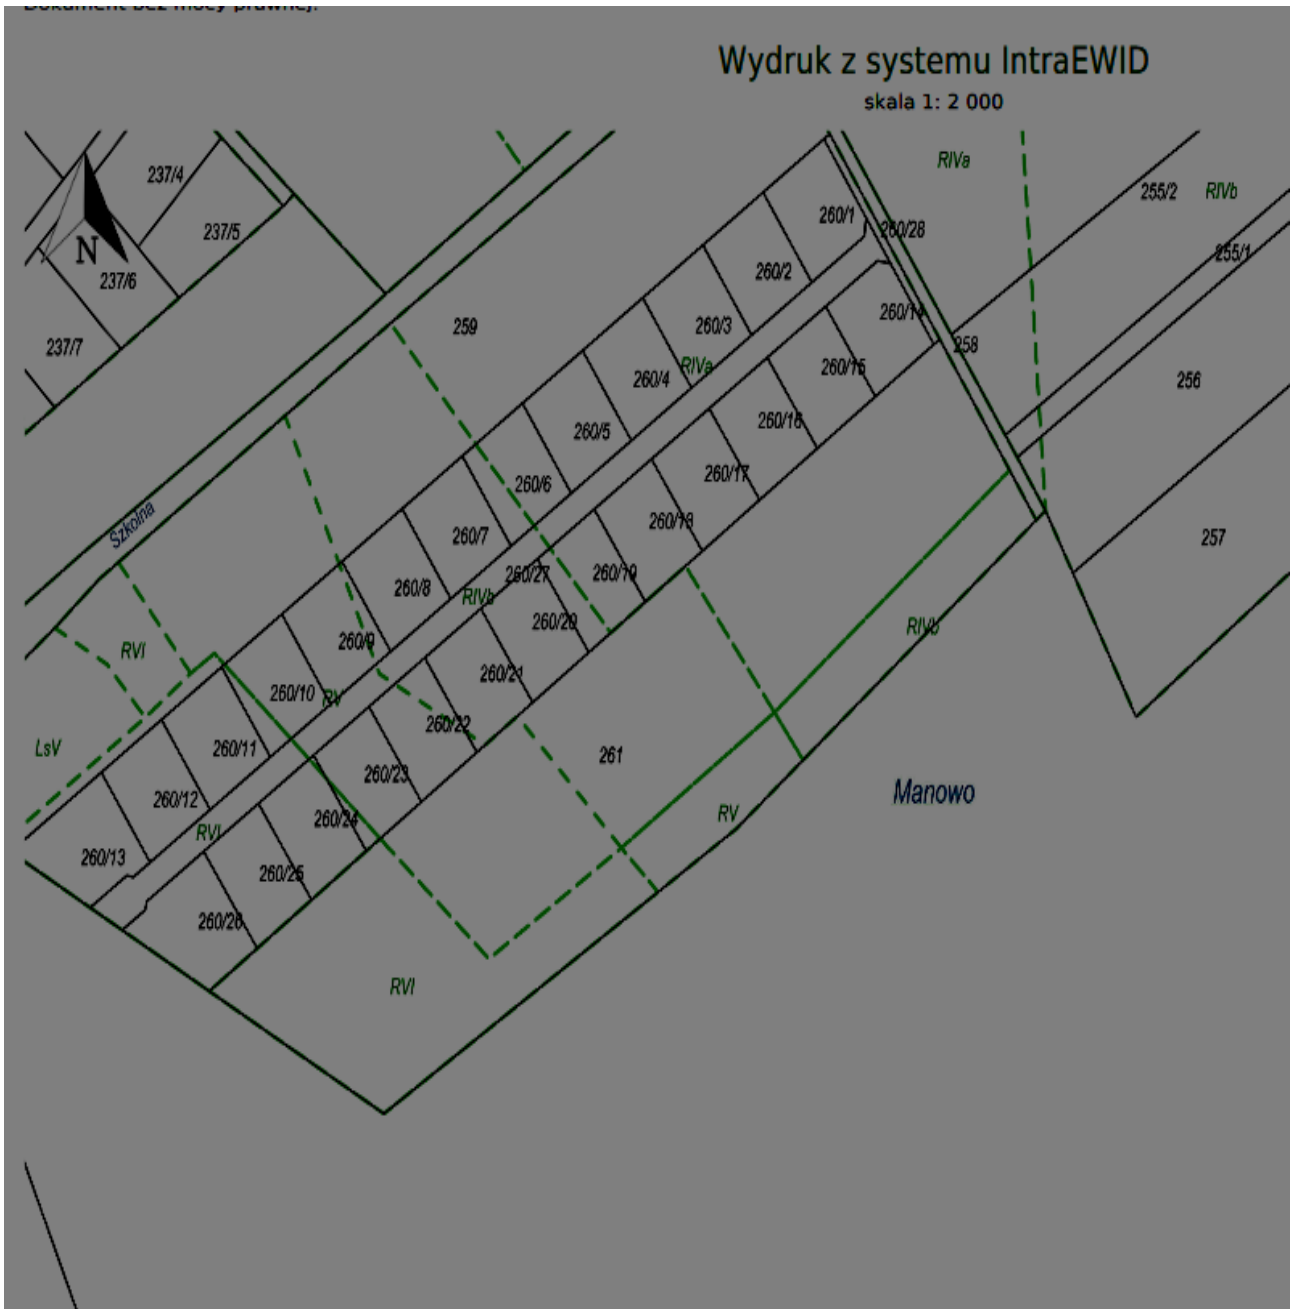 Dokument bez mocy prawnej.
Wydruk z systemu IntraEWID
skala 1: 2 000
N
237/4
237/5
237/6
237/7
259
RIVa
255/2
RIVb
255/1
256
257
258
260/28
260/1
260/2
260/3
RIVa
260/4
260/5
260/6
260/7
260/8
260/9
260/10
260/11
260/12
260/13
260/14
260/15
260/16
260/17
260/18
260/19
260/27
RIVb
260/20
260/21
260/22
260/23
260/24
260/25
260/26
Szkolna
RVI
LsV
RV
RVI
261
RIVb
RV
Manowo
RVI